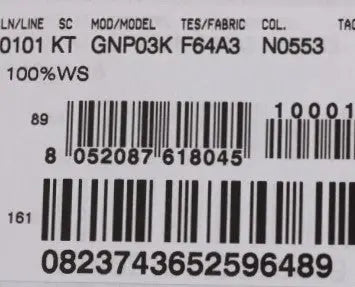 LN/LINE SC MOD/MODEL TES/FABRIC COL. TA
0101 KT GNP03K F64A3 N0553
100%WS
10001
89
8 052087 618045
161
0823743652596489